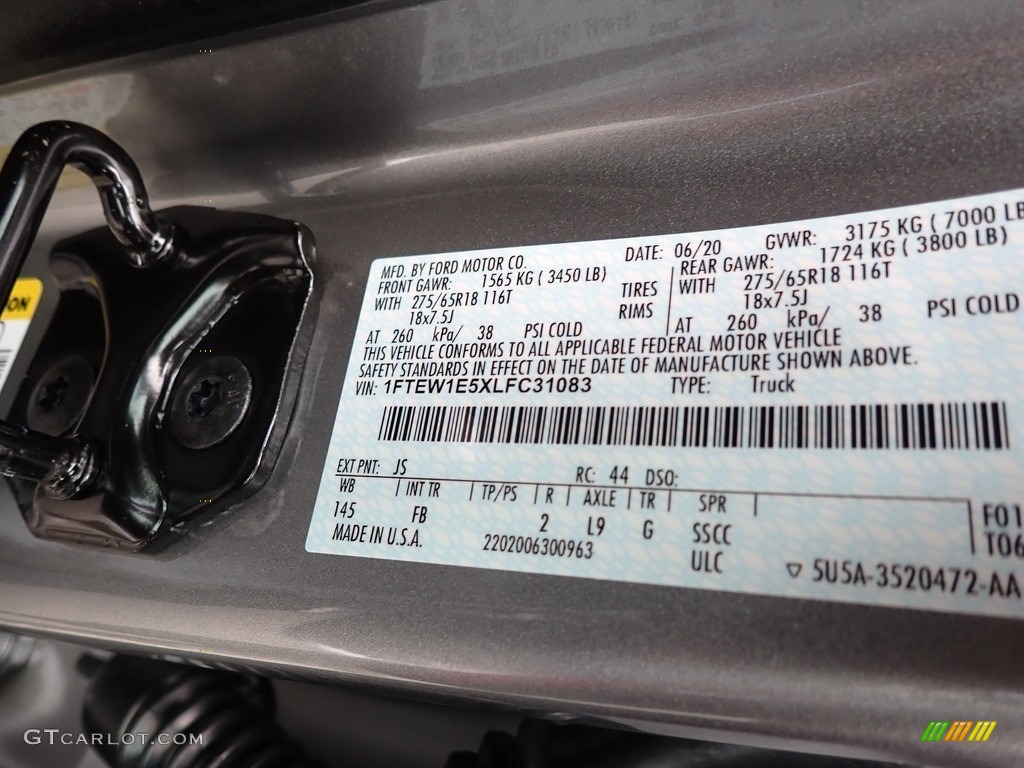 MFD. BY FORD MOTOR CO.
DATE: 06/20 GVWR: 3175 KG ( 7000 LB
FRONT GAWR: 1565 KG ( 3450 LB)
REAR GAWR: 1724 KG ( 3800 LB)
WITH 275/65R18 116T TIRES
WITH 275/65R18 116T
18x7.5J RIMS
18x7.5J
AT 260 kPa/ 38 PSI COLD
AT 260 kPa/ 38 PSI COLD
THIS VEHICLE CONFORMS TO ALL APPLICABLE FEDERAL MOTOR VEHICLE
SAFETY STANDARDS IN EFFECT ON THE DATE OF MANUFACTURE SHOWN ABOVE.
VIN: 1FTEW1E5XLFC31083 TYPE: Truck
EXT PNT: JS RC: 44 DSO:
WB INT TR TP/PS R AXLE TR SPR
145 FB 2 L9 G SSCC
F01
T06
MADE IN U.S.A. 2202006300963 ULC 5U5A-3520472-AA
ION
GTCARLOT.COM